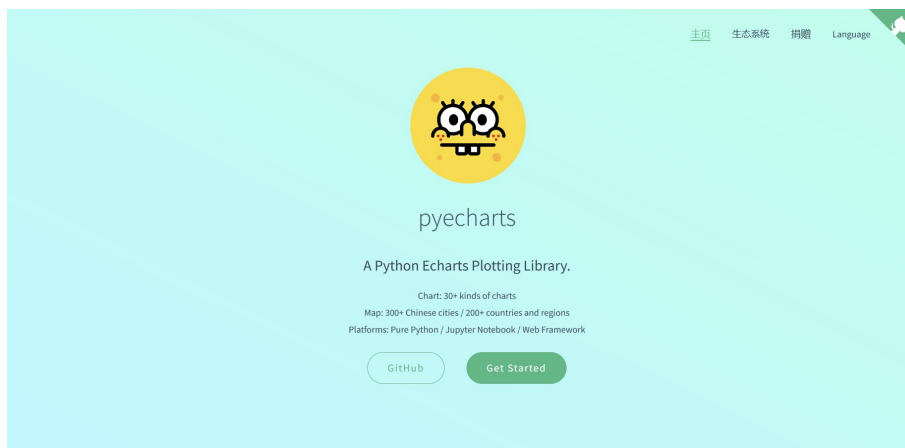 主页 生态系统 捐赠 Language
pyecharts
A Python Echarts Plotting Library.
Chart: 30+ kinds of charts
Map: 300+ Chinese cities / 200+ countries and regions
Platforms: Pure Python / Jupyter Notebook / Web Framework
GitHub Get Started